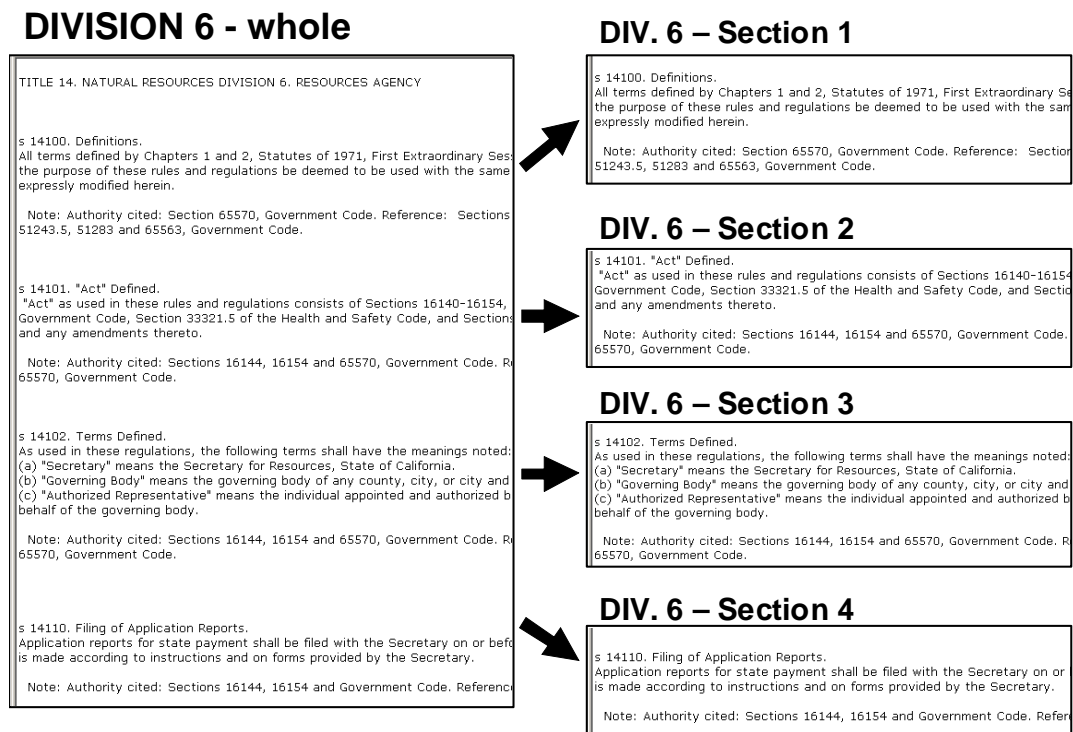 DIVISION 6 - whole
TITLE 14. NATURAL RESOURCES DIVISION 6. RESOURCES AGENCY
s 14100. Definitions.
All terms defined by Chapters 1 and 2, Statutes of 1971, First Extraordinary Ses
the purpose of these rules and regulations be deemed to be used with the same
expressly modified herein.
Note: Authority cited: Section 65570, Government Code. Reference: Sections
51243.5, 51283 and 65563, Government Code.
s 14101. "Act" Defined.
"Act" as used in these rules and regulations consists of Sections 16140-16154,
Government Code, Section 33321.5 of the Health and Safety Code, and Sections
and any amendments thereto.
Note: Authority cited: Sections 16144, 16154 and 65570, Government Code. R
65570, Government Code.
s 14102. Terms Defined.
As used in these regulations, the following terms shall have the meanings noted:
(a) "Secretary" means the Secretary for Resources, State of California.
(b) "Governing Body" means the governing body of any county, city, or city and
(c) "Authorized Representative" means the individual appointed and authorized b
behalf of the governing body.
Note: Authority cited: Sections 16144, 16154 and 65570, Government Code. R
65570, Government Code.
s 14110. Filing of Application Reports.
Application reports for state payment shall be filed with the Secretary on or befo
is made according to instructions and on forms provided by the Secretary.
Note: Authority cited: Sections 16144, 16154 and Government Code. Referenc
DIV. 6 – Section 1
s 14100. Definitions.
All terms defined by Chapters 1 and 2, Statutes of 1971, First Extraordinary Se
the purpose of these rules and regulations be deemed to be used with the sam
expressly modified herein.
Note: Authority cited: Section 65570, Government Code. Reference: Section
51243.5, 51283 and 65563, Government Code.
DIV. 6 – Section 2
s 14101. "Act" Defined.
"Act" as used in these rules and regulations consists of Sections 16140-16154
Government Code, Section 33321.5 of the Health and Safety Code, and Sectio
and any amendments thereto.
Note: Authority cited: Sections 16144, 16154 and 65570, Government Code.
65570, Government Code.
DIV. 6 – Section 3
s 14102. Terms Defined.
As used in these regulations, the following terms shall have the meanings noted:
(a) "Secretary" means the Secretary for Resources, State of California.
(b) "Governing Body" means the governing body of any county, city, or city and
(c) "Authorized Representative" means the individual appointed and authorized b
behalf of the governing body.
Note: Authority cited: Sections 16144, 16154 and 65570, Government Code. R
65570, Government Code.
DIV. 6 – Section 4
s 14110. Filing of Application Reports.
Application reports for state payment shall be filed with the Secretary on or
is made according to instructions and on forms provided by the Secretary.
Note: Authority cited: Sections 16144, 16154 and Government Code. Refer